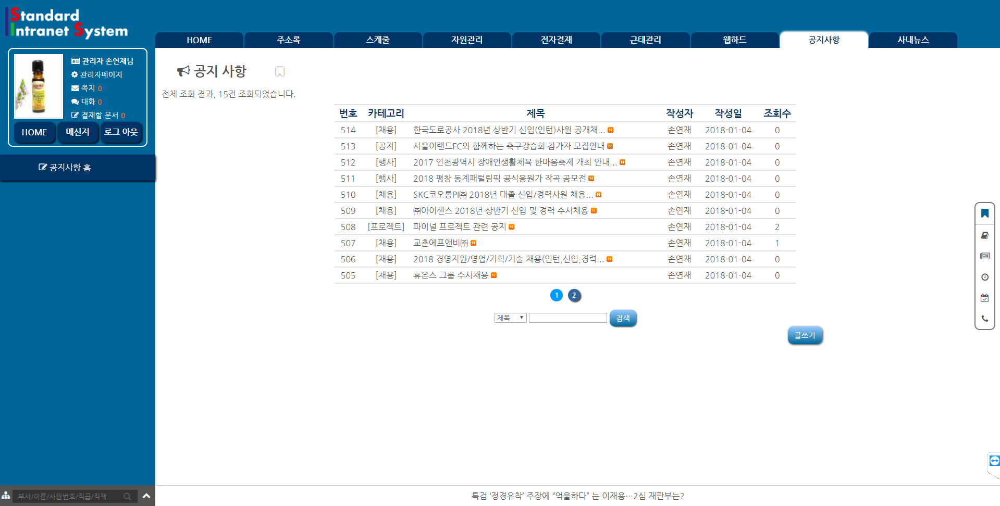 Standard
Intranet System
HOME 주소록 스케줄 자원관리 전자결재 근태관리 웹하드 공지사항 사내뉴스
관리자 손연재님
관리자페이지
쪽지 0
대화 0
결재할 문서 0
HOME 메신저 로그 아웃
공지사항 홈
공지 사항
전체 조회 결과, 15건 조회되었습니다.
번호 카테고리 제목 작성자 작성일 조회수
514 [채용] 한국도로공사 2018년 상반기 신입(인턴)사원 공개채... N 손연재 2018-01-04 0
513 [공지] 서울이랜드FC와 함께하는 축구강습회 참가자 모집안내 N 손연재 2018-01-04 0
512 [행사] 2017 인천광역시 장애인생활체육 한마음축제 개최 안내... N 손연재 2018-01-04 0
511 [행사] 2018 평창 동계패럴림픽 공식응원가 작곡 공모전 N 손연재 2018-01-04 0
510 [채용] SKC코오롱PI㈜ 2018년 대졸 신입/경력사원 채용... N 손연재 2018-01-04 0
509 [채용] ㈜아이센스 2018년 상반기 신입 및 경력 수시채용 N 손연재 2018-01-04 0
508 [프로젝트] 파이널 프로젝트 관련 공지 N 손연재 2018-01-04 2
507 [채용] 교촌에프앤비㈜ N 손연재 2018-01-04 1
506 [채용] 2018 경영지원/영업/기획/기술 채용(인턴,신입,경력... N 손연재 2018-01-04 0
505 [채용] 휴온스 그룹 수시채용 N 손연재 2018-01-04 0
1 2
제목 검색
글쓰기
부서/이름/사원번호/직급/직책
특검 ‘정경유착’ 주장에 “억울하다” 는 이재용…2심 재판부는?